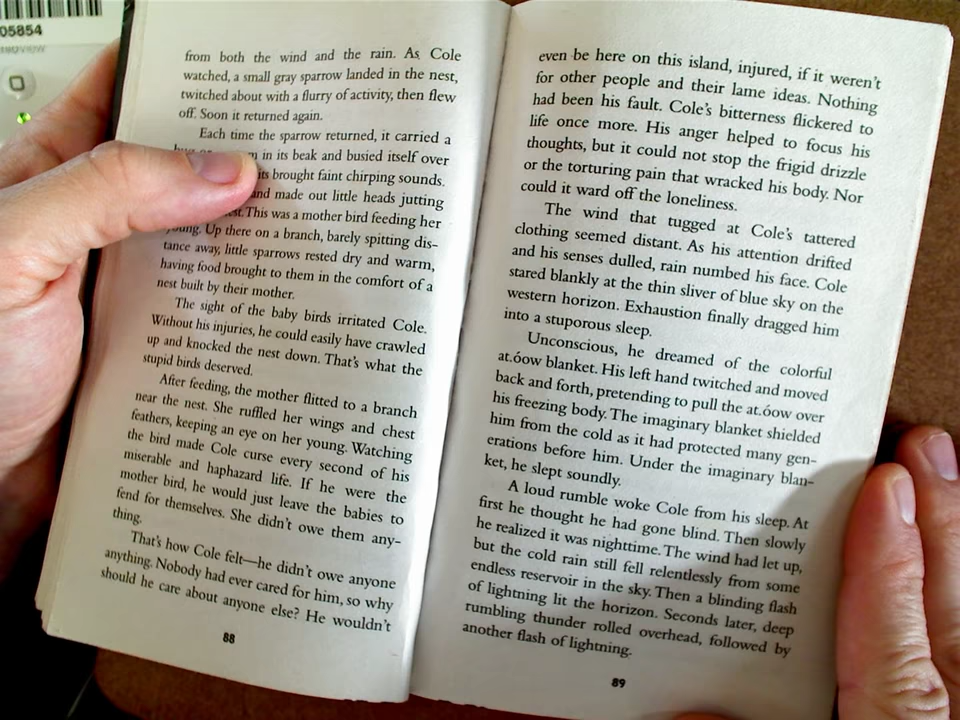 05854
from both the wind and the rain. As Cole
watched, a small gray sparrow landed in the nest,
twitched about with a flurry of activity, then flew
off. Soon it returned again.
Each time the sparrow returned, it carried a
in its beak and busied itself over
its brought faint chirping sounds.
and made out little heads jutting
This was a mother bird feeding her
young. Up there on a branch, barely spitting dis-
tance away, little sparrows rested dry and warm,
having food brought to them in the comfort of a
nest built by their mother.
The sight of the baby birds irritated Cole.
Without his injuries, he could easily have crawled
up and knocked the nest down. That's what the
stupid birds deserved.
After feeding, the mother flitted to a branch
near the nest. She ruffled her wings and chest
feathers, keeping an eye on her young. Watching
the bird made Cole curse every second of his
miserable and haphazard life. If he were the
mother bird, he would just leave the babies to
fend for themselves. She didn't owe them any-
thing.
That's how Cole felt—he didn't owe anyone
anything. Nobody had ever cared for him, so why
should he care about anyone else? He wouldn't
88
even be here on this island, injured, if it weren't
for other people and their lame ideas. Nothing
had been his fault. Cole's bitterness flickered to
life once more. His anger helped to focus his
thoughts, but it could not stop the frigid drizzle
or the torturing pain that wracked his body. Nor
could it ward off the loneliness.
The wind that tugged at Cole's tattered
clothing seemed distant. As his attention drifted
and his senses dulled, rain numbed his face. Cole
stared blankly at the thin sliver of blue sky on the
western horizon. Exhaustion finally dragged him
into a stuporous sleep.
Unconscious, he dreamed of the colorful
at.óow blanket. His left hand twitched and moved
back and forth, pretending to pull the at.óow over
his freezing body. The imaginary blanket shielded
him from the cold as it had protected many gen-
erations before him. Under the imaginary blan-
ket, he slept soundly.
A loud rumble woke Cole from his sleep. At
first he thought he had gone blind. Then slowly
he realized it was nighttime. The wind had let up,
but the cold rain still fell relentlessly from some
endless reservoir in the sky. Then a blinding flash
of lightning lit the horizon. Seconds later, deep
rumbling thunder rolled overhead, followed by
another flash of lightning.
89